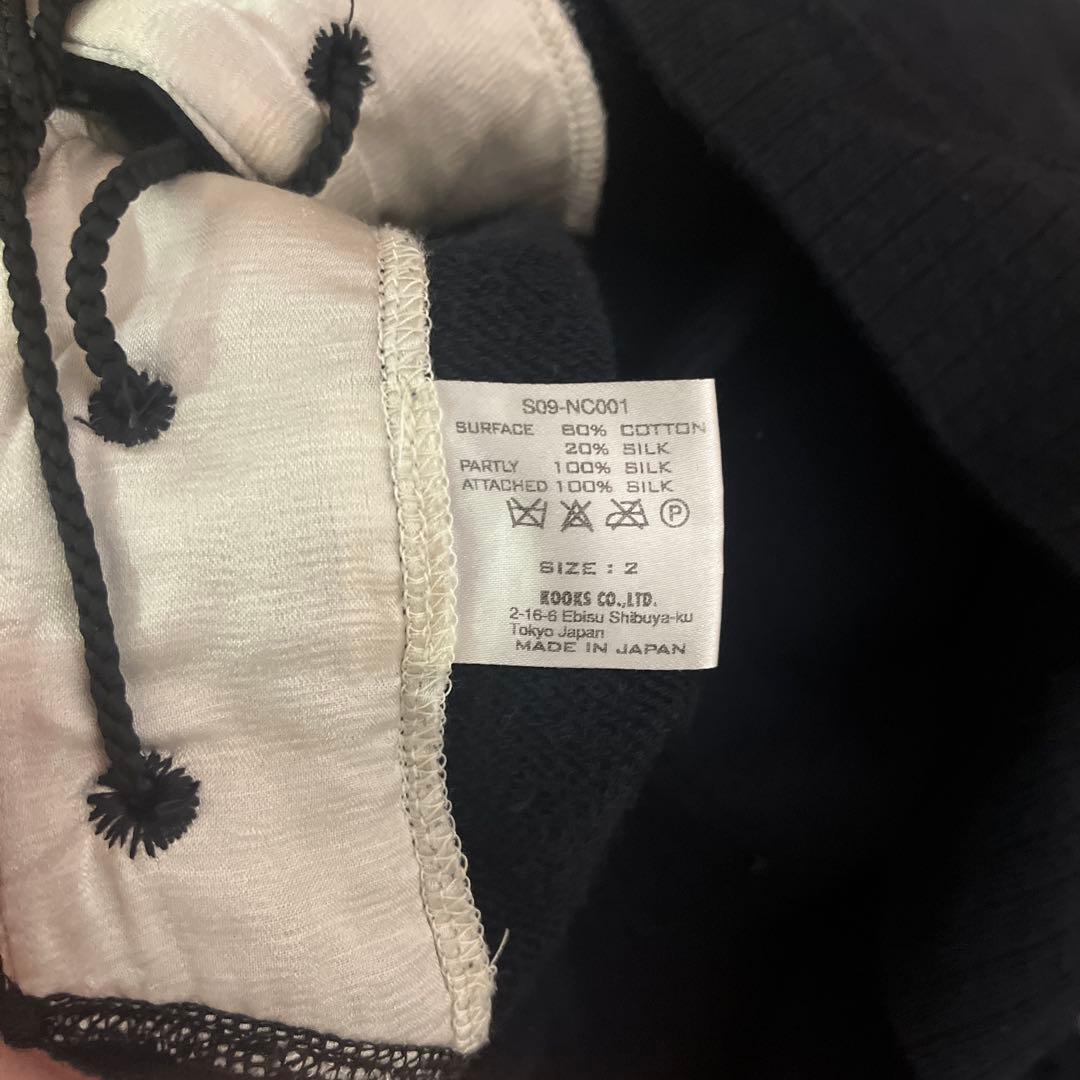 S09-NC001
SURFACE 80% COTTON
20% SILK
PARTLY 100% SILK
ATTACHED 100% SILK
P
SIZE : 2
KOOKS CO.,LTD.
2-16-6 Ebisu Shibuya-ku
Tokyo Japan
MADE IN JAPAN